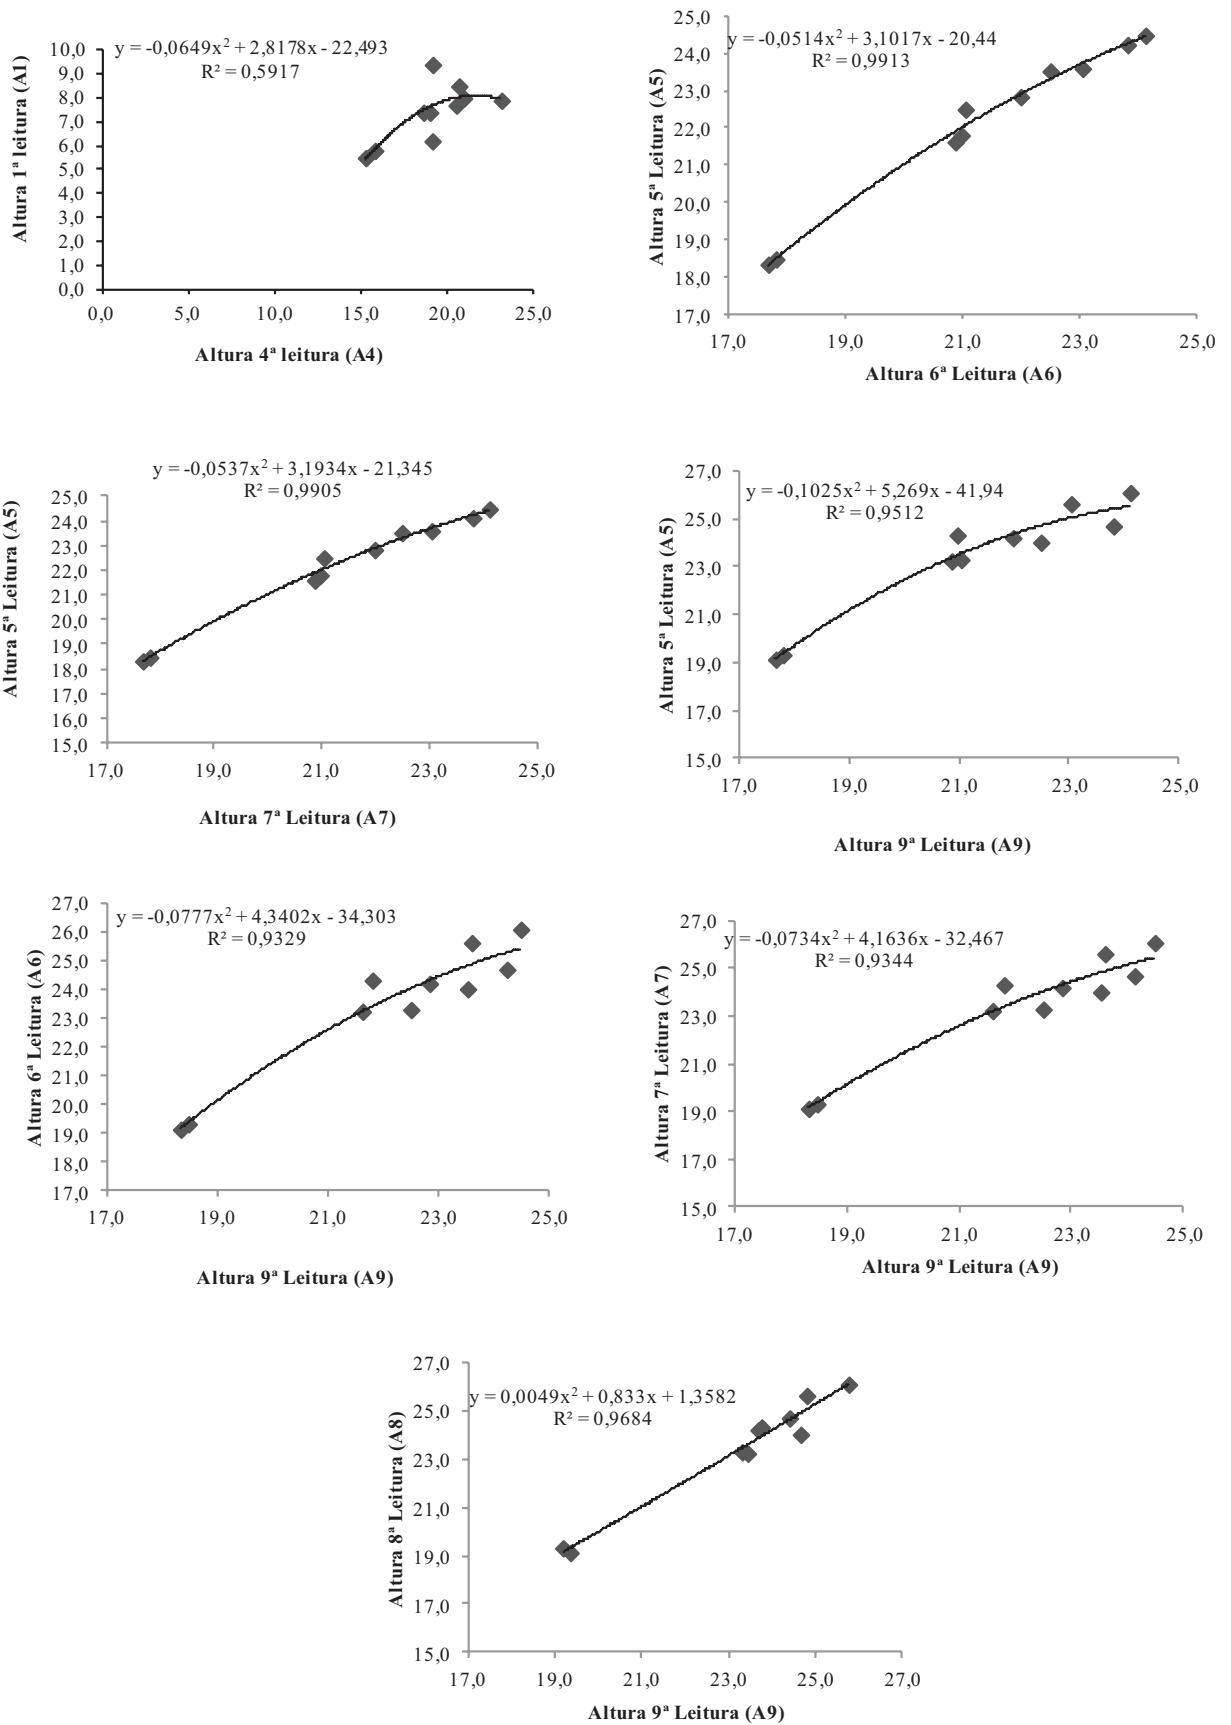 y = -0,0649x² + 2,8178x - 22,493
R² = 0,5917
10,0
9,0
8,0
7,0
6,0
5,0
4,0
3,0
2,0
1,0
0,0
Altura 1ª leitura (A1)
0,0 5,0 10,0 15,0 20,0 25,0
Altura 4ª leitura (A4)
y = -0,0514x² + 3,1017x - 20,44
R² = 0,9913
25,0
24,0
23,0
22,0
21,0
20,0
19,0
18,0
17,0
Altura 5ª Leitura (A5)
17,0 19,0 21,0 23,0 25,0
Altura 6ª Leitura (A6)
y = -0,0537x² + 3,1934x - 21,345
R² = 0,9905
25,0
24,0
23,0
22,0
21,0
20,0
19,0
18,0
17,0
16,0
15,0
Altura 5ª Leitura (A5)
17,0 19,0 21,0 23,0 25,0
Altura 7ª Leitura (A7)
y = -0,1025x² + 5,269x - 41,94
R² = 0,9512
27,0
25,0
23,0
21,0
19,0
17,0
15,0
Altura 5ª Leitura (A5)
17,0 19,0 21,0 23,0 25,0
Altura 9ª Leitura (A9)
y = -0,0777x² + 4,3402x - 34,303
R² = 0,9329
27,0
26,0
25,0
24,0
23,0
22,0
21,0
20,0
19,0
18,0
17,0
Altura 6ª Leitura (A6)
17,0 19,0 21,0 23,0 25,0
Altura 9ª Leitura (A9)
y = -0,0734x² + 4,1636x - 32,467
R² = 0,9344
27,0
25,0
23,0
21,0
19,0
17,0
15,0
Altura 7ª Leitura (A7)
17,0 19,0 21,0 23,0 25,0
Altura 9ª Leitura (A9)
y = 0,0049x² + 0,833x + 1,3582
R² = 0,9684
27,0
25,0
23,0
21,0
19,0
17,0
15,0
Altura 8ª Leitura (A8)
17,0 19,0 21,0 23,0 25,0 27,0
Altura 9ª Leitura (A9)